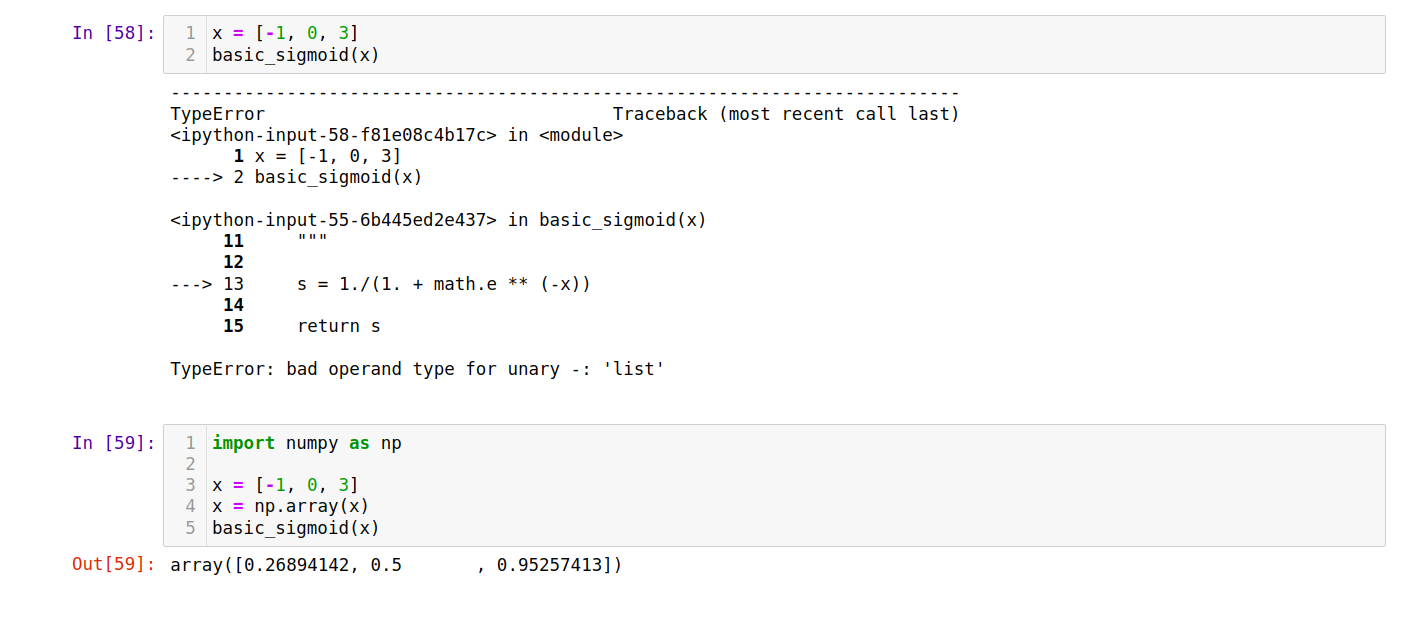 In [58]:
1 x = [-1, 0, 3]
2 basic_sigmoid(x)
---------------------------------------------------------------------------
TypeError                                 Traceback (most recent call last)
<ipython-input-58-f81e08c4b17c> in <module>
      1 x = [-1, 0, 3]
----> 2 basic_sigmoid(x)
<ipython-input-55-6b445ed2e437> in basic_sigmoid(x)
     11     """
     12
---> 13     s = 1./(1. + math.e ** (-x))
     14
     15     return s
TypeError: bad operand type for unary -: 'list'
In [59]:
1 import numpy as np
2
3 x = [-1, 0, 3]
4 x = np.array(x)
5 basic_sigmoid(x)
Out[59]: array([0.26894142, 0.5       , 0.95257413])